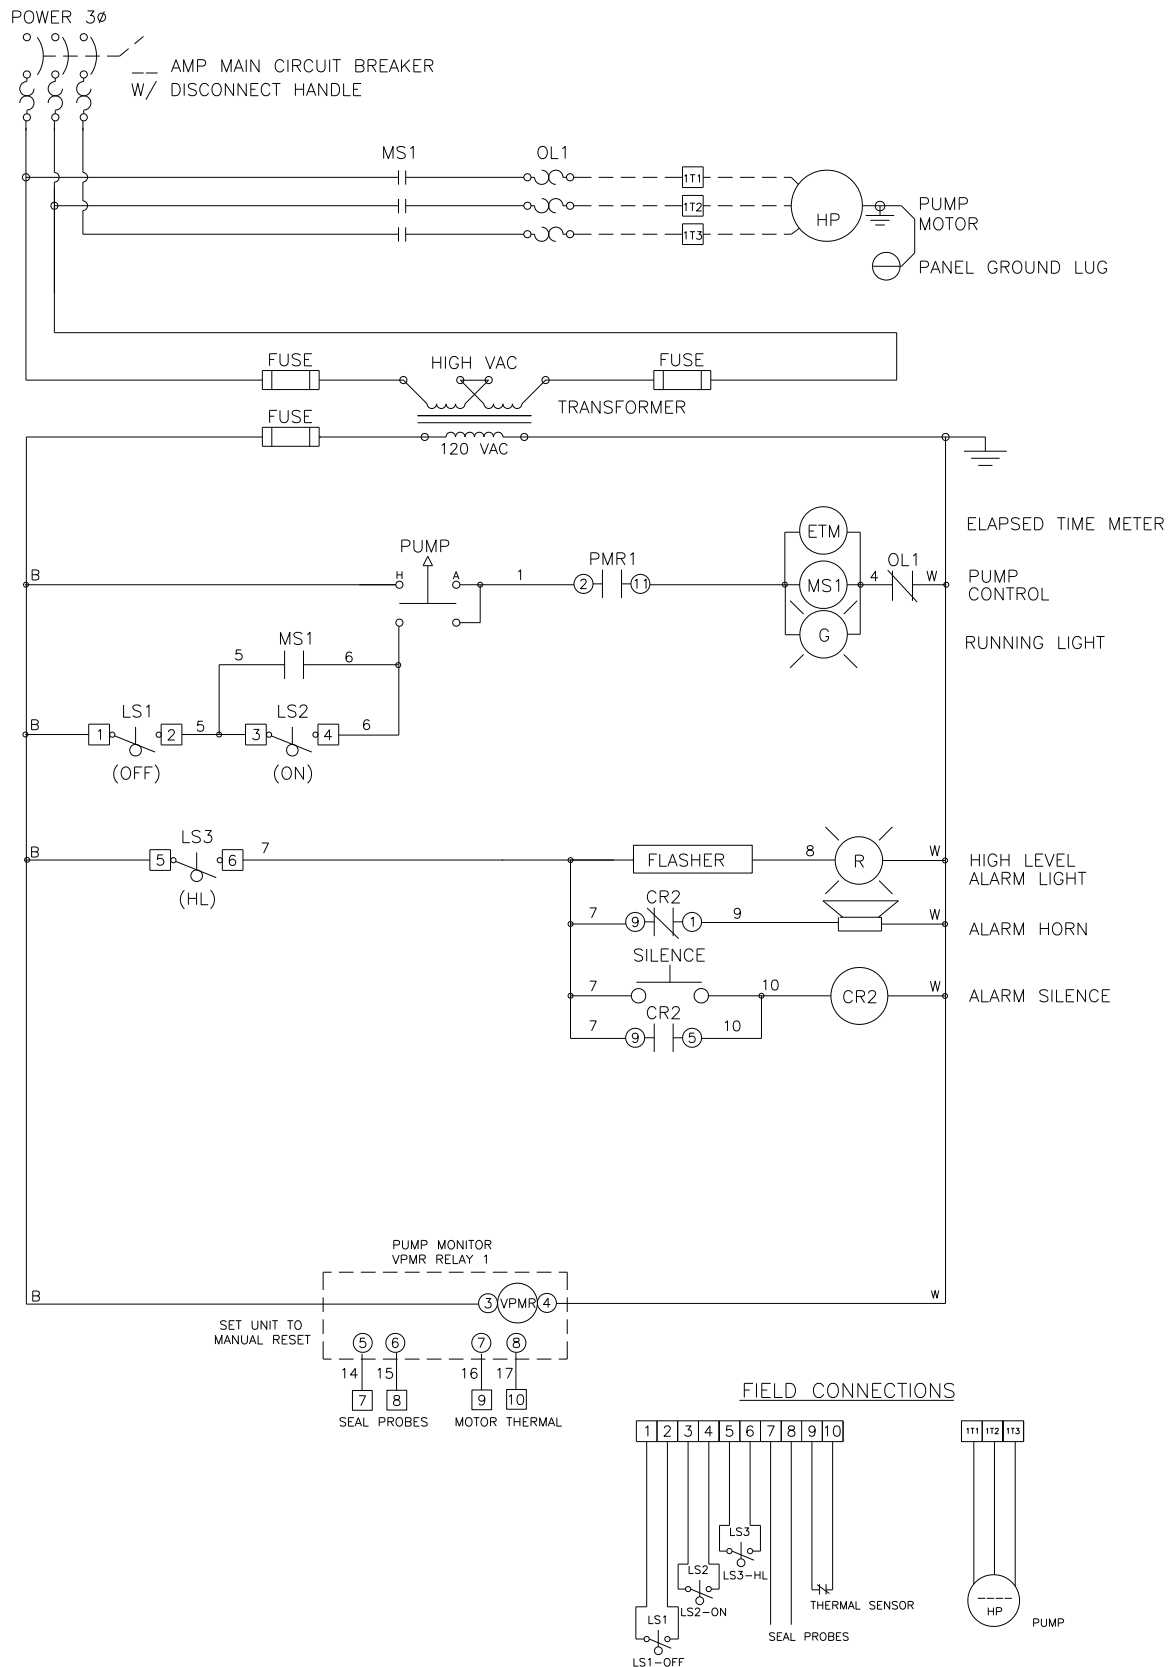 POWER 3ø
__ AMP MAIN CIRCUIT BREAKER
W/ DISCONNECT HANDLE
MS1
OL1
1T1
1T2
1T3
HP
PUMP
MOTOR
PANEL GROUND LUG
FUSE
HIGH VAC
FUSE
TRANSFORMER
FUSE
120 VAC
ETM
ELAPSED TIME METER
PUMP
B
H
A
1
PMR1
2
11
MS1
4
OL1
W
PUMP
CONTROL
G
RUNNING LIGHT
MS1
5
6
B
LS1
1
2
5
LS2
3
4
6
(OFF)
(ON)
B
LS3
5
6
7
(HL)
FLASHER
8
R
W
HIGH LEVEL
ALARM LIGHT
7
CR2
9
1
9
W
ALARM HORN
SILENCE
7
10
CR2
W
ALARM SILENCE
7
CR2
9
5
10
PUMP MONITOR
VPMR RELAY 1
B
3
VPMR
4
W
SET UNIT TO
MANUAL RESET
5
6
7
8
14
15
16
17
7
8
9
10
SEAL PROBES
MOTOR THERMAL
FIELD CONNECTIONS
1 2 3 4 5 6 7 8 9 10
1T1 1T2 1T3
LS3
LS3-HL
LS2
LS2-ON
LS1
LS1-OFF
THERMAL SENSOR
SEAL PROBES
----
HP
PUMP